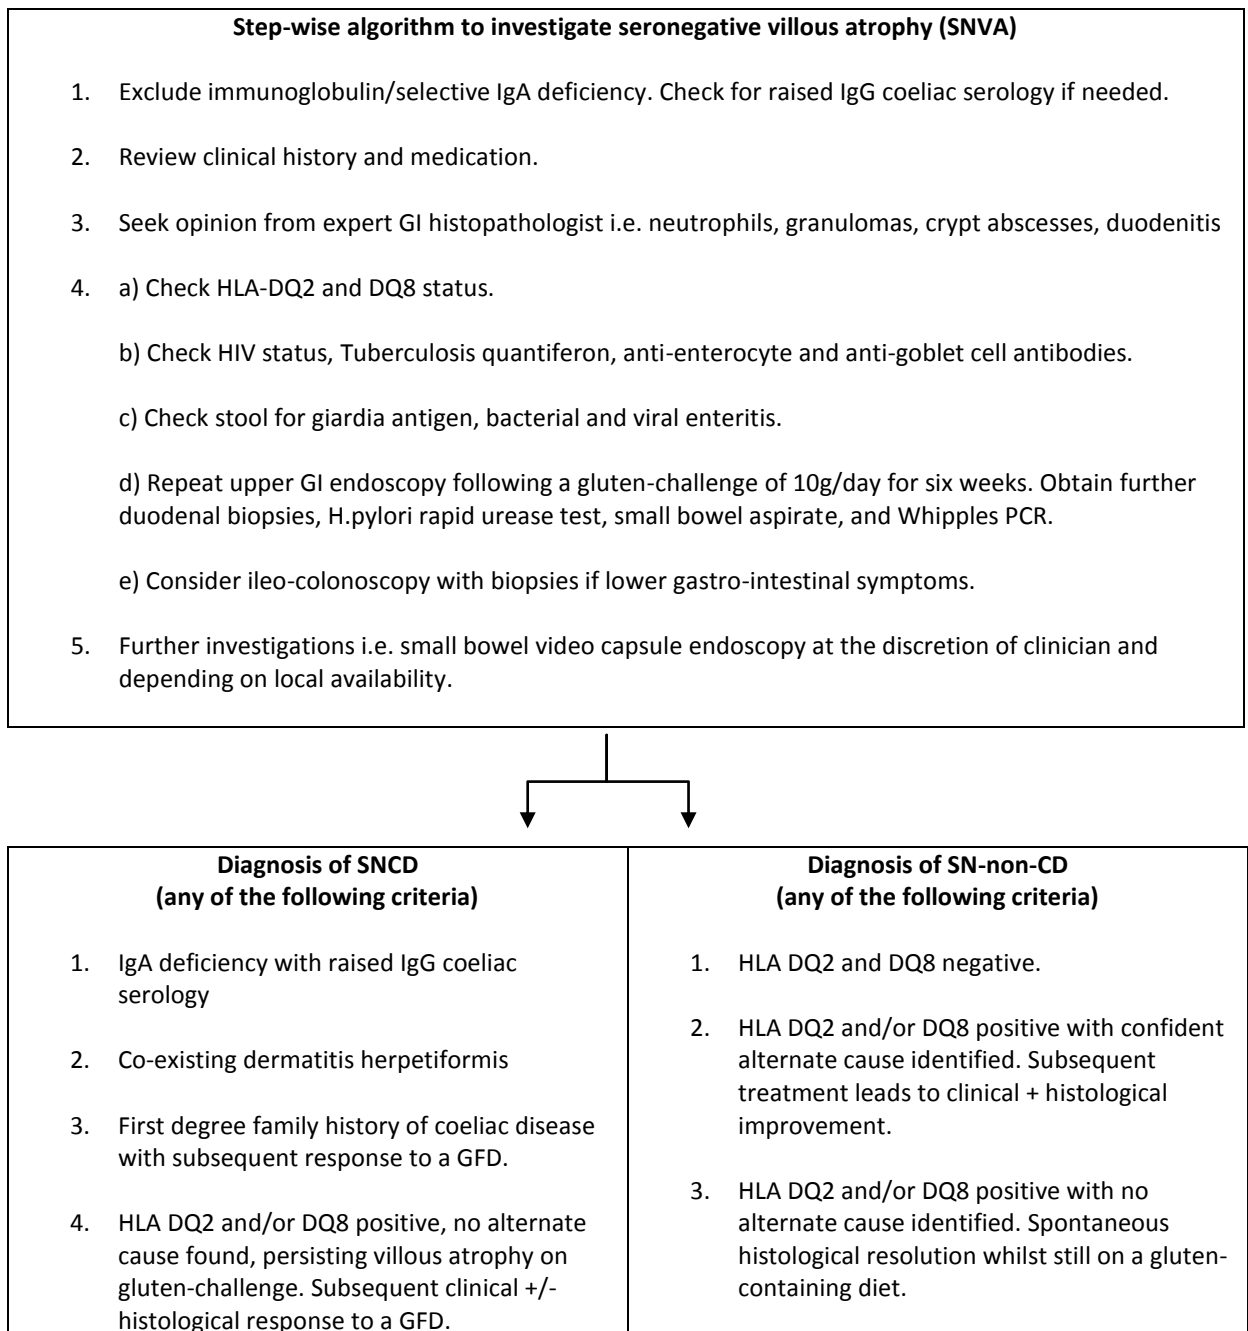 Step-wise algorithm to investigate seronegative villous atrophy (SNVA)
1. Exclude immunoglobulin/selective IgA deficiency. Check for raised IgG coeliac serology if needed.
2. Review clinical history and medication.
3. Seek opinion from expert GI histopathologist i.e. neutrophils, granulomas, crypt abscesses, duodenitis
4. a) Check HLA-DQ2 and DQ8 status.
b) Check HIV status, Tuberculosis quantiferon, anti-enterocyte and anti-goblet cell antibodies.
c) Check stool for giardia antigen, bacterial and viral enteritis.
d) Repeat upper GI endoscopy following a gluten-challenge of 10g/day for six weeks. Obtain further
duodenal biopsies, H.pylori rapid urease test, small bowel aspirate, and Whipples PCR.
e) Consider ileo-colonoscopy with biopsies if lower gastro-intestinal symptoms.
5. Further investigations i.e. small bowel video capsule endoscopy at the discretion of clinician and
depending on local availability.
Diagnosis of SNCD
(any of the following criteria)
1. IgA deficiency with raised IgG coeliac
serology
2. Co-existing dermatitis herpetiformis
3. First degree family history of coeliac disease
with subsequent response to a GFD.
4. HLA DQ2 and/or DQ8 positive, no alternate
cause found, persisting villous atrophy on
gluten-challenge. Subsequent clinical +/-
histological response to a GFD.
Diagnosis of SN-non-CD
(any of the following criteria)
1. HLA DQ2 and DQ8 negative.
2. HLA DQ2 and/or DQ8 positive with confident
alternate cause identified. Subsequent
treatment leads to clinical + histological
improvement.
3. HLA DQ2 and/or DQ8 positive with no
alternate cause identified. Spontaneous
histological resolution whilst still on a gluten-
containing diet.